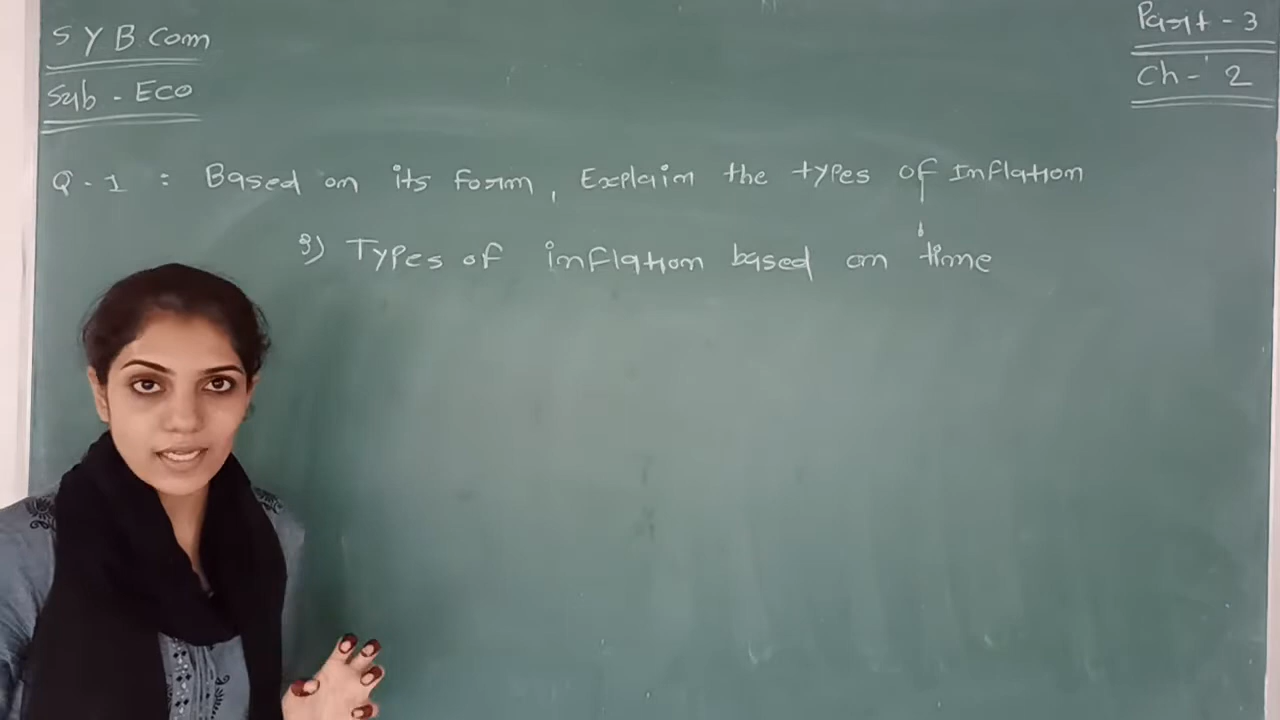 S Y B Com
Sub - Eco
Part - 3
Ch - 2
Q - 1 : Based on its form, Explain the types of Inflation
3) Types of inflation based on time